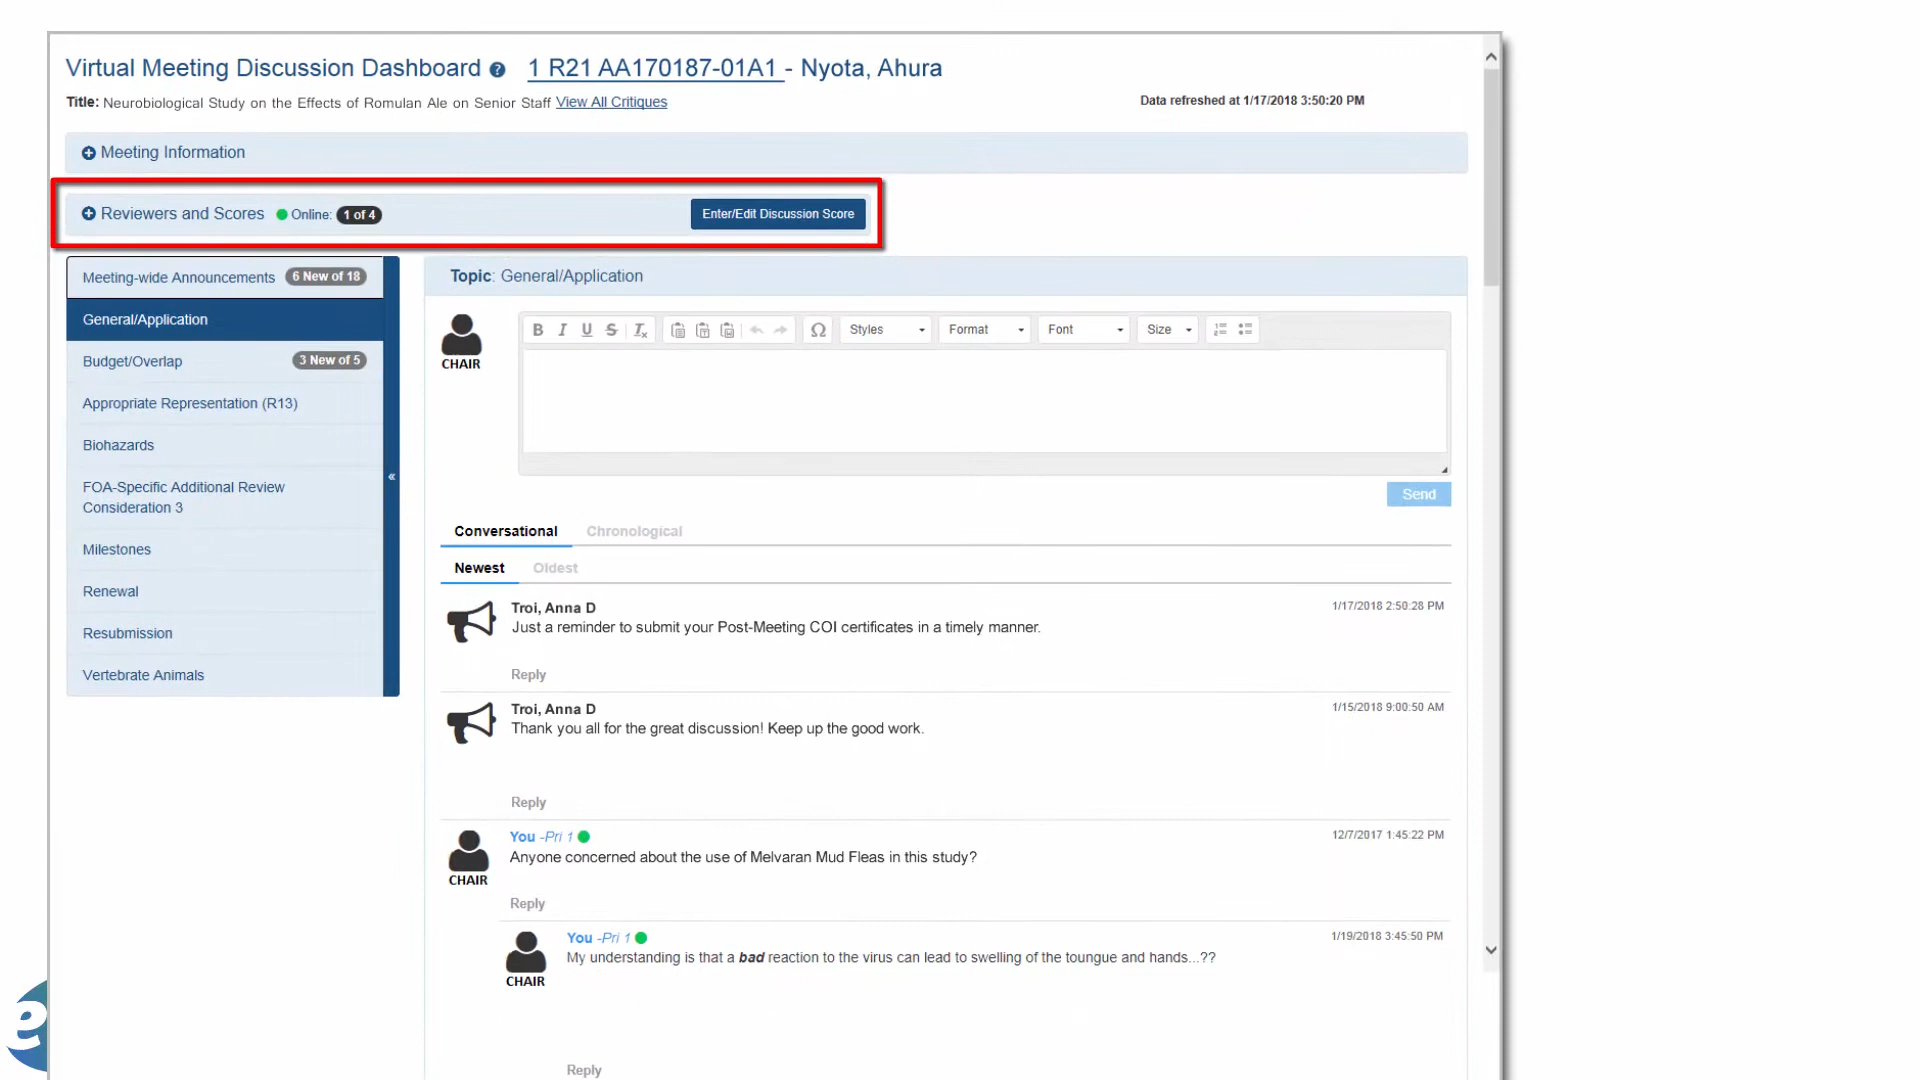 Virtual Meeting Discussion Dashboard ? 1 R21 AA170187-01A1 - Nyota, Ahura
Title: Neurobiological Study on the Effects of Romulan Ale on Senior Staff View All Critiques
Data refreshed at 1/17/2018 3:50:20 PM
Meeting Information
Reviewers and Scores Online: 1 of 4 Enter/Edit Discussion Score
Meeting-wide Announcements 6 New of 18
General/Application
Budget/Overlap 3 New of 5
Appropriate Representation (R13)
Biohazards
FOA-Specific Additional Review
Consideration 3
Milestones
Renewal
Resubmission
Vertebrate Animals
«
Topic: General/Application
CHAIR
B I U S Tx Ω Styles Format Font Size
Send
Conversational Chronological
Newest Oldest
Troi, Anna D 1/17/2018 2:50:28 PM
Just a reminder to submit your Post-Meeting COI certificates in a timely manner.
Reply
Troi, Anna D 1/15/2018 9:00:50 AM
Thank you all for the great discussion! Keep up the good work.
Reply
You -Pri 1 12/7/2017 1:45:22 PM
Anyone concerned about the use of Melvaran Mud Fleas in this study?
CHAIR
Reply
You -Pri 1 1/19/2018 3:45:50 PM
My understanding is that a bad reaction to the virus can lead to swelling of the toungue and hands...??
CHAIR
Reply
e